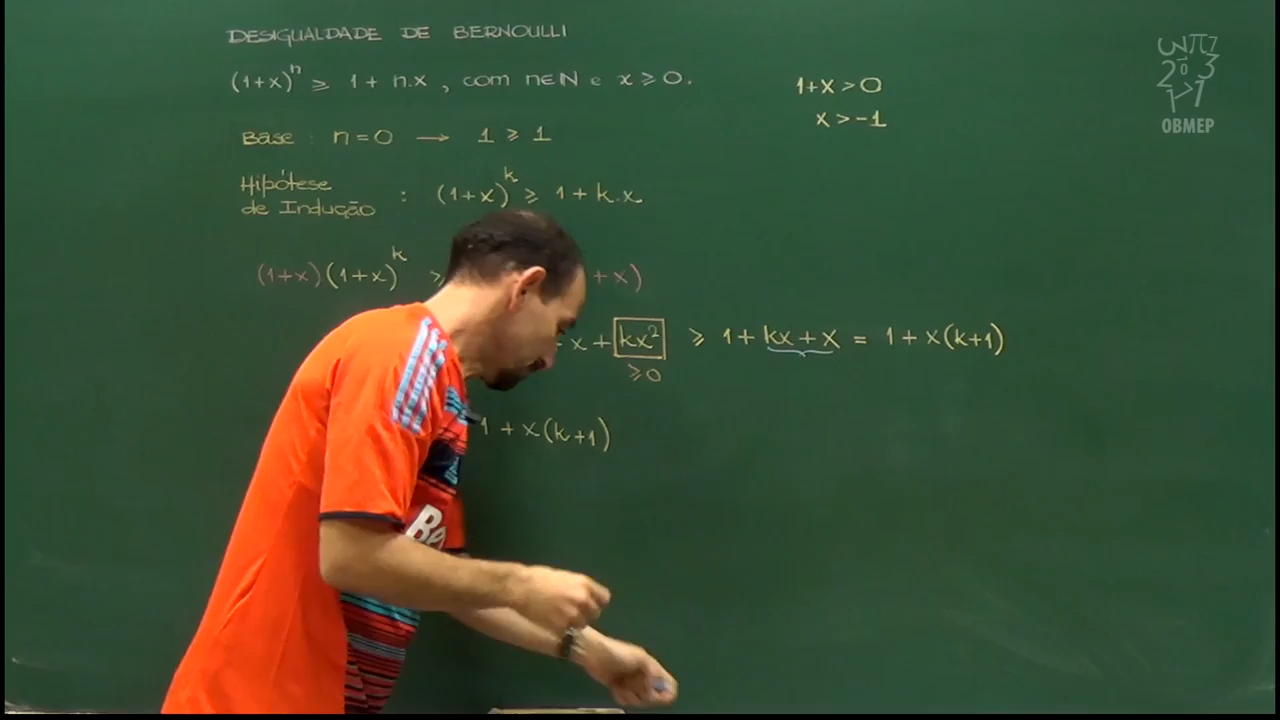 DESIGUALDADE DE BERNOULLI
(1+x)ⁿ ≥ 1 + n.x , com n∈ℕ e x ≥ 0.
1+x > 0
x > -1
Base : n = 0 → 1 ≥ 1
Hipótese
de Indução : (1+x)ᵏ ≥ 1 + k.x
(1+x)(1+x)ᵏ ≥ +x)
x + kx² ≥ 1 + kx + x = 1 + x(k+1)
≥0
1 + x(k+1)
OBMEP